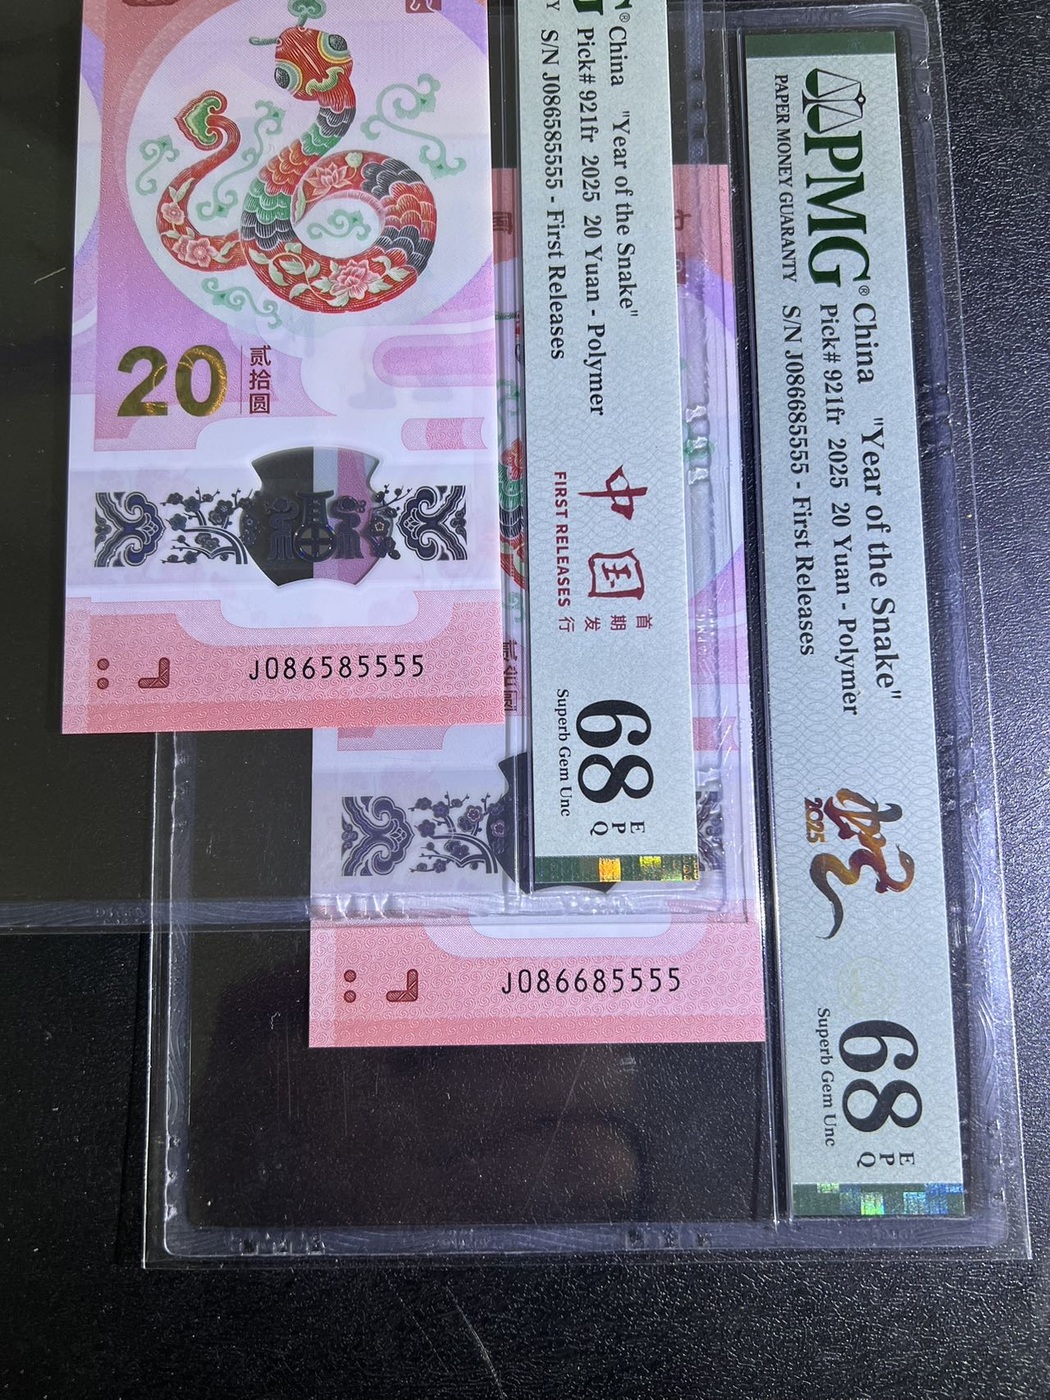 20
贰拾圆
J086585555
China "Year of the Snake"
Pick# 921fr 2025 20 Yuan - Polymer
S/N J086585555 - First Releases
中国
首期发行
FIRST RELEASES
68 EPQ
Superb Gem Unc
J086685555
PMG®
PAPER MONEY GUARANTY
China "Year of the Snake"
Pick# 921fr 2025 20 Yuan - Polymer
S/N J086685555 - First Releases
2025
68 EPQ
Superb Gem Unc